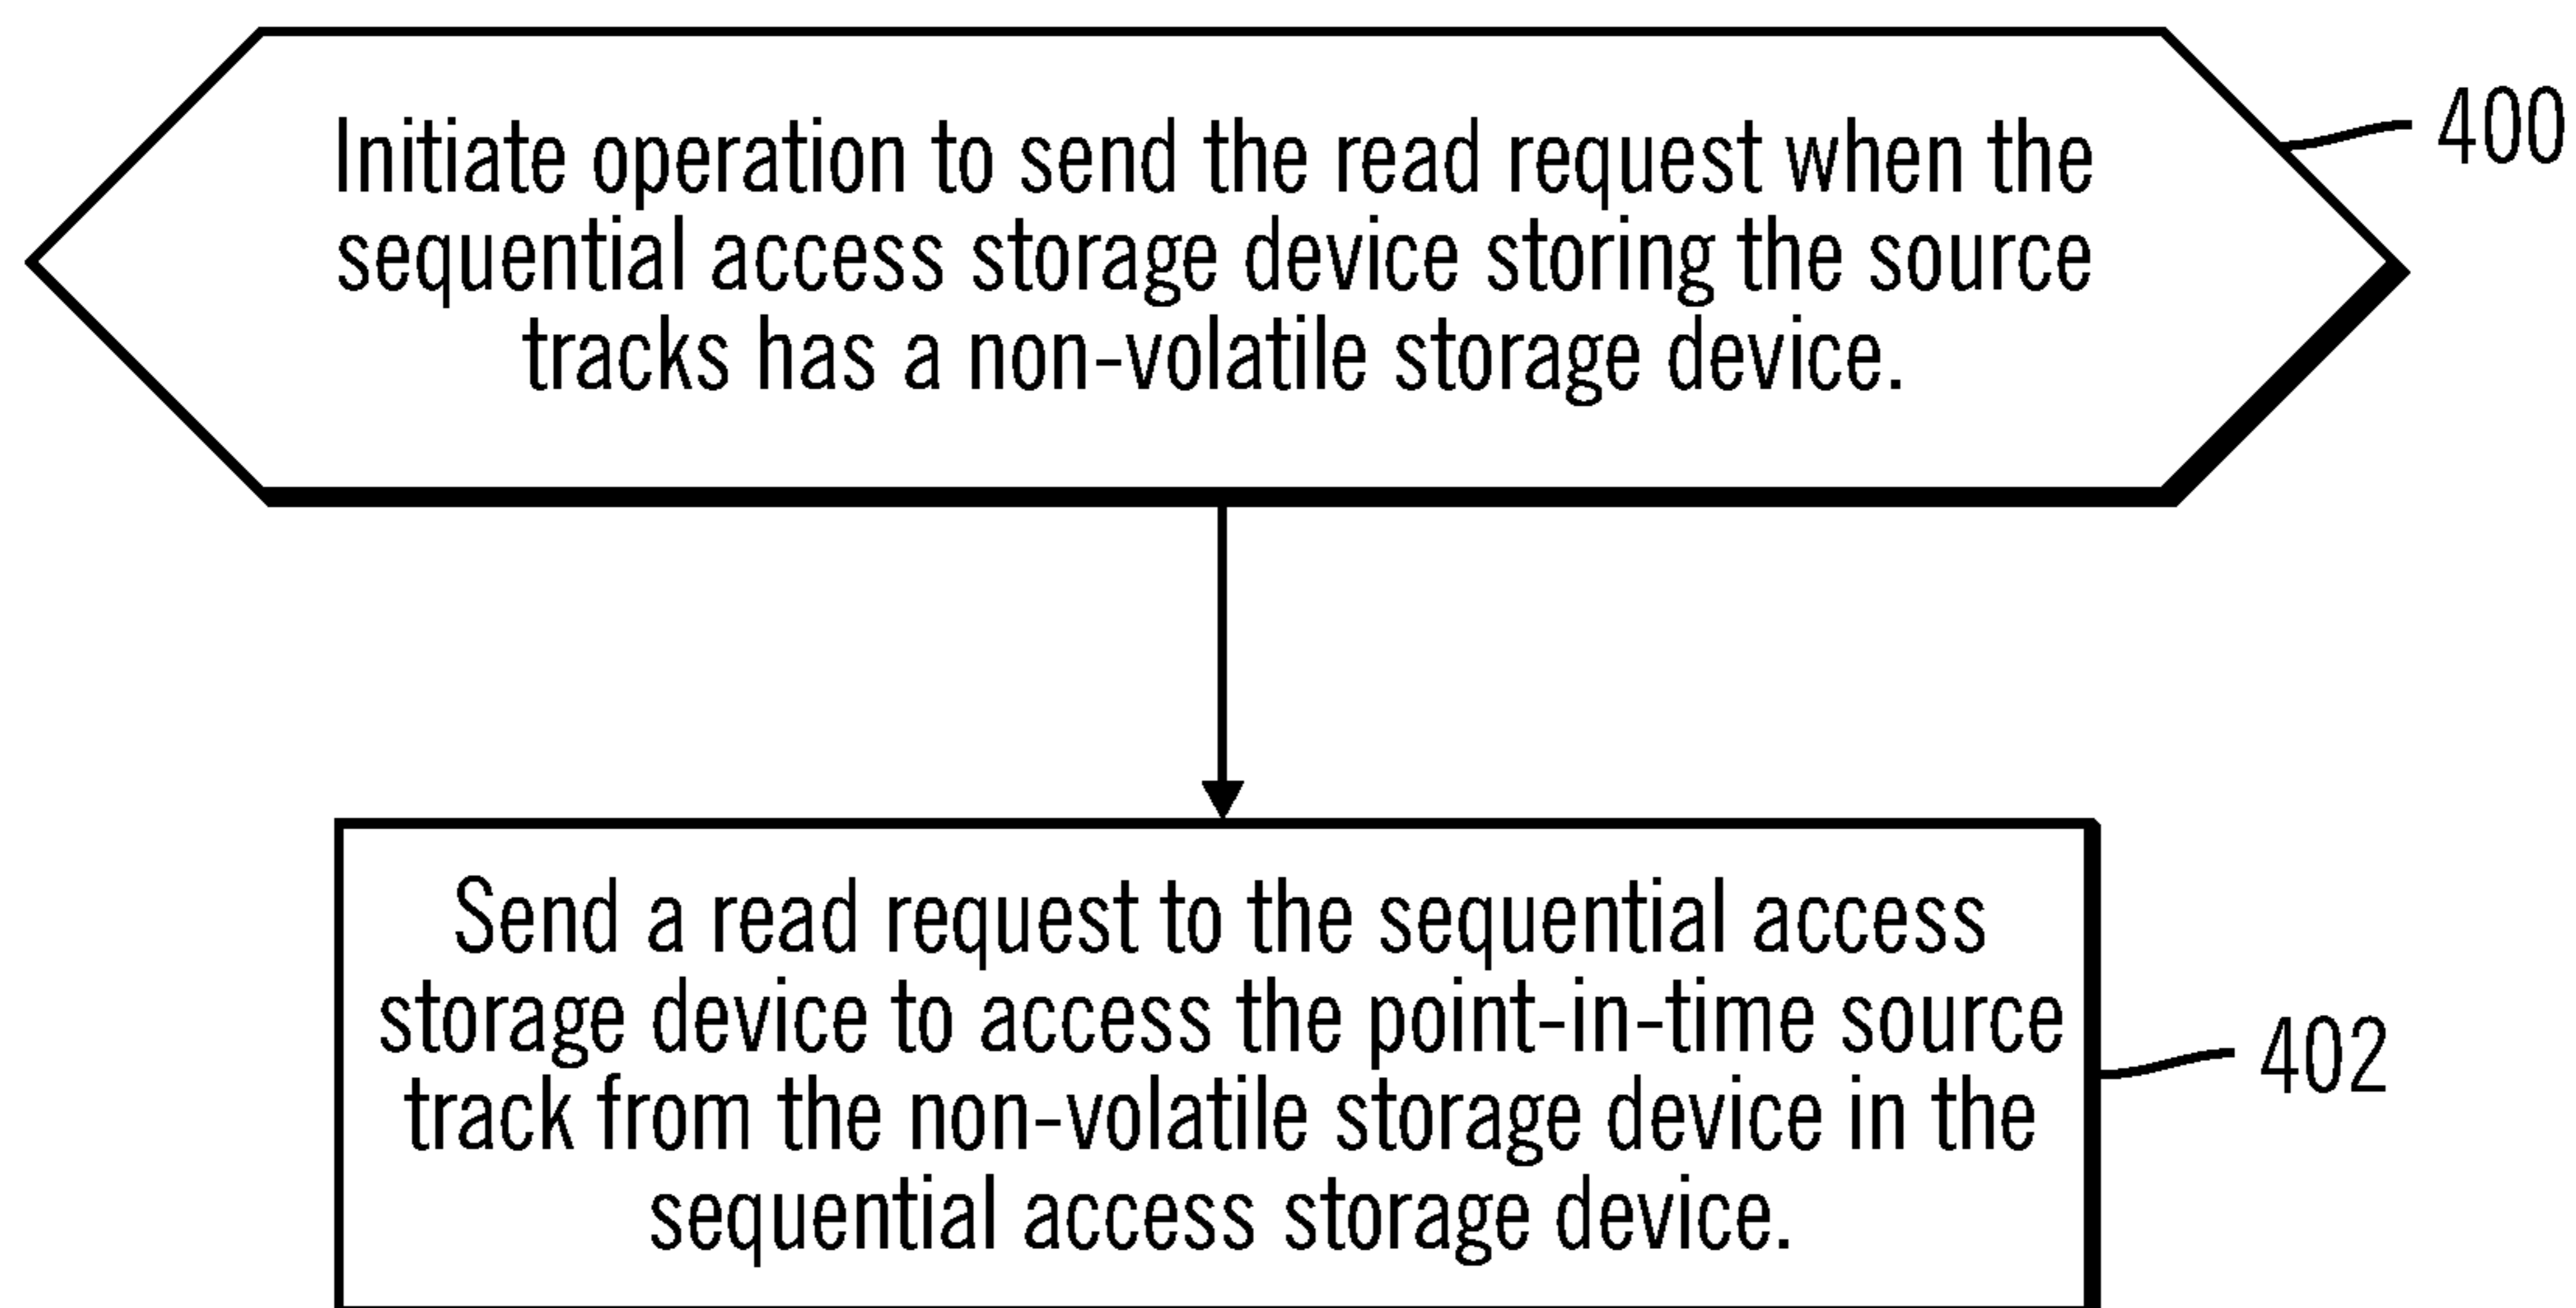 Initiate operation to send the read request when the
sequential access storage device storing the source
tracks has a non-volatile storage device.
400
Send a read request to the sequential access
storage device to access the point-in-time source
track from the non-volatile storage device in the
sequential access storage device.
402